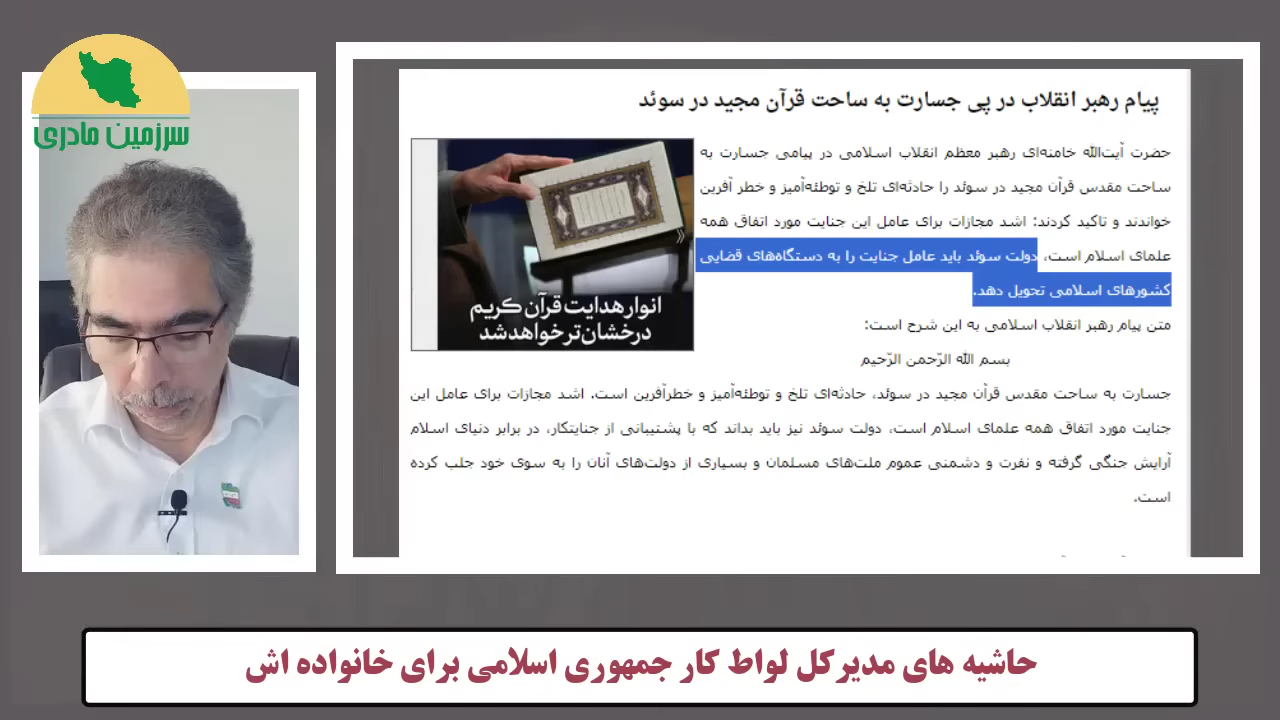 سرزمین مادری
پیام رهبر انقلاب در پی جسارت به ساحت قرآن مجید در سوئد
حضرت آیت‌الله خامنه‌ای رهبر معظم انقلاب اسلامی در پیامی جسارت به
ساحت مقدس قرآن مجید در سوئد را حادثه‌ای تلخ و توطئه‌آمیز و خطر آفرین
خواندند و تاکید کردند: اشد مجازات برای عامل این جنایت مورد اتفاق همه
علمای اسلام است، دولت سوئد باید عامل جنایت را به دستگاه‌های قضایی
کشورهای اسلامی تحویل دهد.
انوار هدایت قرآن کریم
درخشان‌تر خواهد شد
متن پیام رهبر انقلاب اسلامی به این شرح است:
بسم الله الرّحمن الرّحیم
جسارت به ساحت مقدس قرآن مجید در سوئد، حادثه‌ای تلخ و توطئه‌آمیز و خطرآفرین است. اشد مجازات برای عامل این
جنایت مورد اتفاق همه علمای اسلام است، دولت سوئد نیز باید بداند که با پشتیبانی از جنایتکار، در برابر دنیای اسلام
آرایش جنگی گرفته و نفرت و دشمنی عموم ملت‌های مسلمان و بسیاری از دولت‌های آنان را به سوی خود جلب کرده
است.
حاشیه های مدیرکل لواط کار جمهوری اسلامی برای خانواده اش